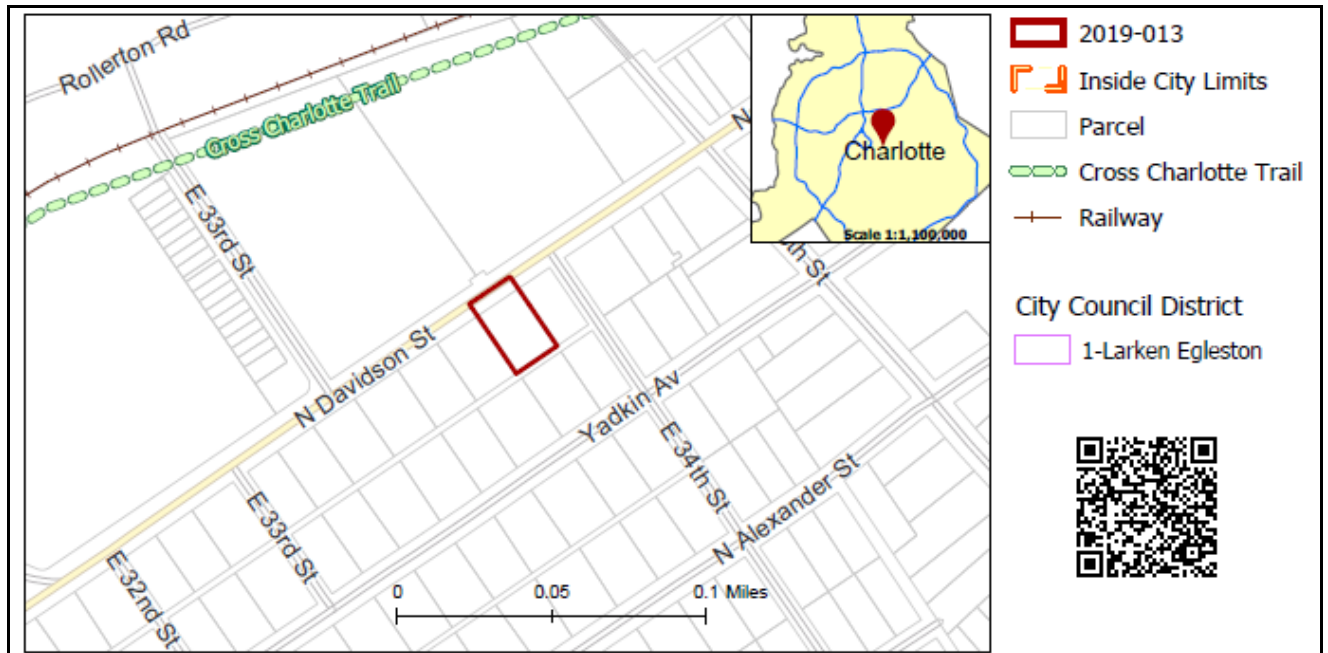 Rollerton Rd
Cross Charlotte Trail
N
E 33rd St
N Davidson St
Yadkin Av
E 34th St
N Alexander St
E 33rd St
E 32nd St
th St
0 0.05 0.1 Miles
Charlotte
Scale 1:1,100,000
2019-013
Inside City Limits
Parcel
Cross Charlotte Trail
Railway
City Council District
1-Larken Egleston